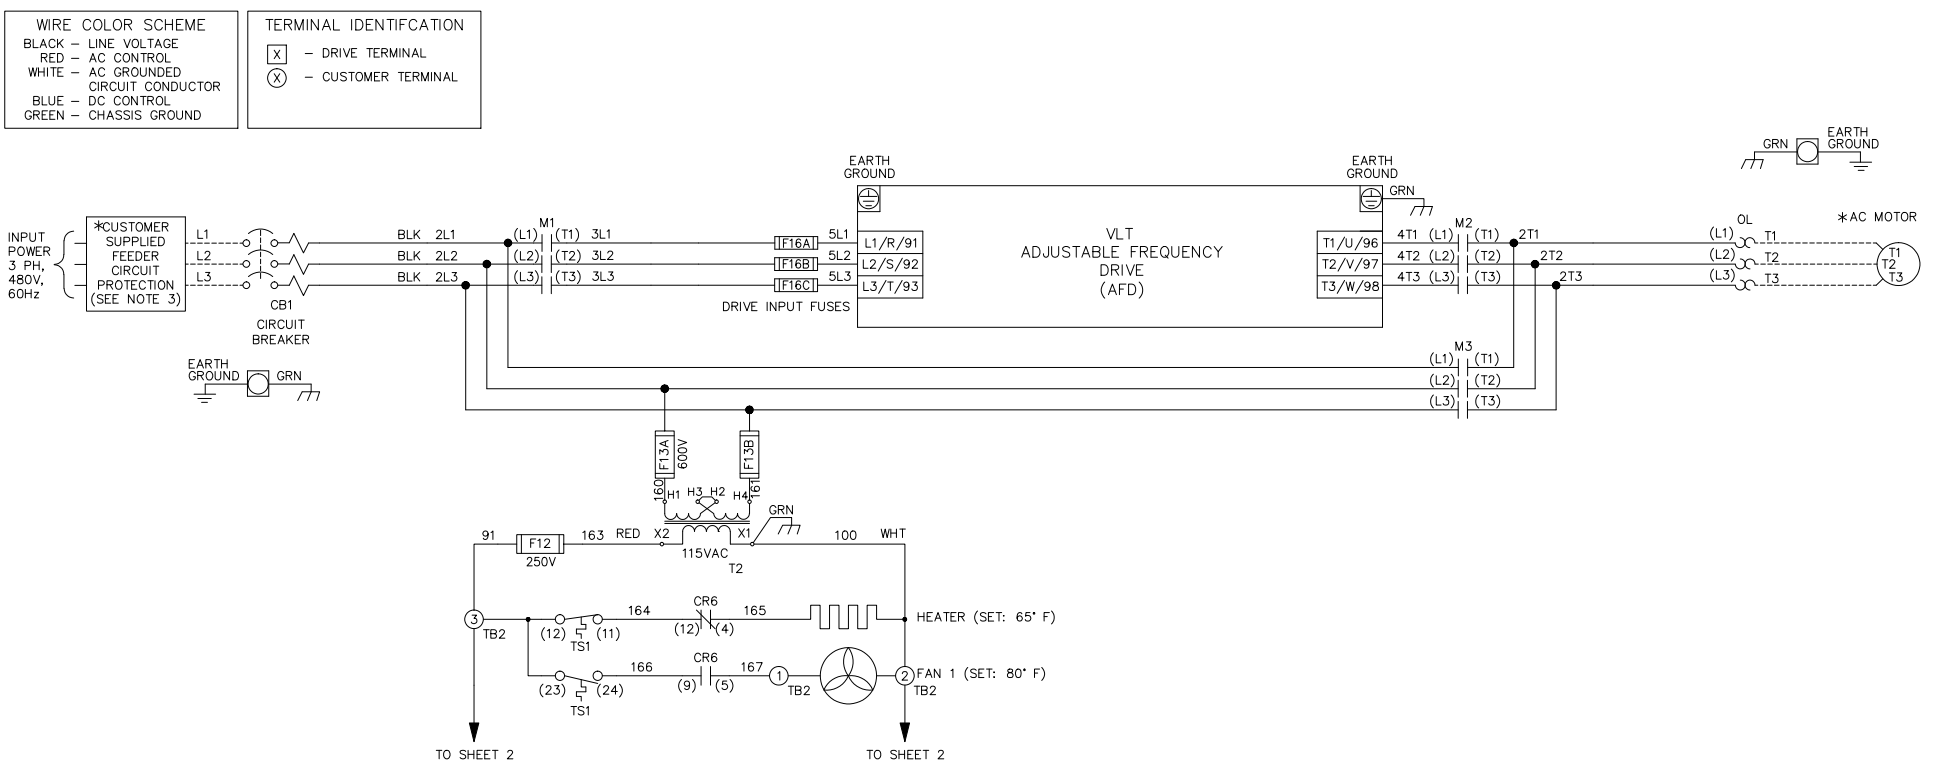 WIRE COLOR SCHEME
BLACK – LINE VOLTAGE
RED – AC CONTROL
WHITE – AC GROUNDED
CIRCUIT CONDUCTOR
BLUE – DC CONTROL
GREEN – CHASSIS GROUND
TERMINAL IDENTIFCATION
X – DRIVE TERMINAL
X – CUSTOMER TERMINAL
INPUT
POWER
3 PH,
480V,
60Hz
*CUSTOMER
SUPPLIED
FEEDER
CIRCUIT
PROTECTION
(SEE NOTE 3)
L1
L2
L3
CB1
CIRCUIT
BREAKER
EARTH
GROUND
GRN
BLK 2L1
BLK 2L2
BLK 2L3
M1
(L1) (T1) 3L1
(L2) (T2) 3L2
(L3) (T3) 3L3
F16A 5L1
F16B 5L2
F16C 5L3
DRIVE INPUT FUSES
EARTH
GROUND
L1/R/91
L2/S/92
L3/T/93
VLT
ADJUSTABLE FREQUENCY
DRIVE
(AFD)
EARTH
GROUND
GRN
T1/U/96
T2/V/97
T3/W/98
M2
4T1 (L1) (T1) 2T1
4T2 (L2) (T2) 2T2
4T3 (L3) (T3) 2T3
M3
(L1) (T1)
(L2) (T2)
(L3) (T3)
GRN
EARTH
GROUND
OL
(L1) T1
(L2) T2
(L3) T3
*AC MOTOR
T1
T2
T3
F13A
600V
F13B
160
161
H1 H3 H2 H4
GRN
91
F12
250V
163 RED X2
X1
115VAC
T2
100 WHT
3
TB2
(12) (11)
TS1
164
CR6
(12) (4)
165
HEATER (SET: 65° F)
(23) (24)
TS1
166
CR6
(9) (5)
167
1
TB2
2
TB2
FAN 1 (SET: 80° F)
TO SHEET 2
TO SHEET 2